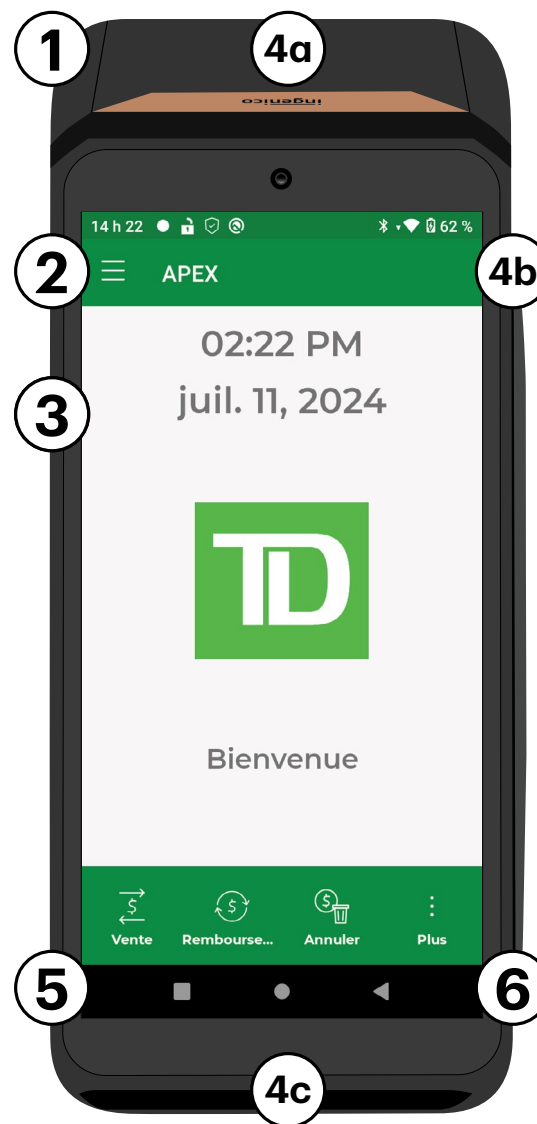 1
4a
ingenico
14 h 22 62 %
2
APEX
4b
02:22 PM
3
juil. 11, 2024
TD
Bienvenue
$ $ $
Vente Rembourse... Annuler Plus
5
6
4c